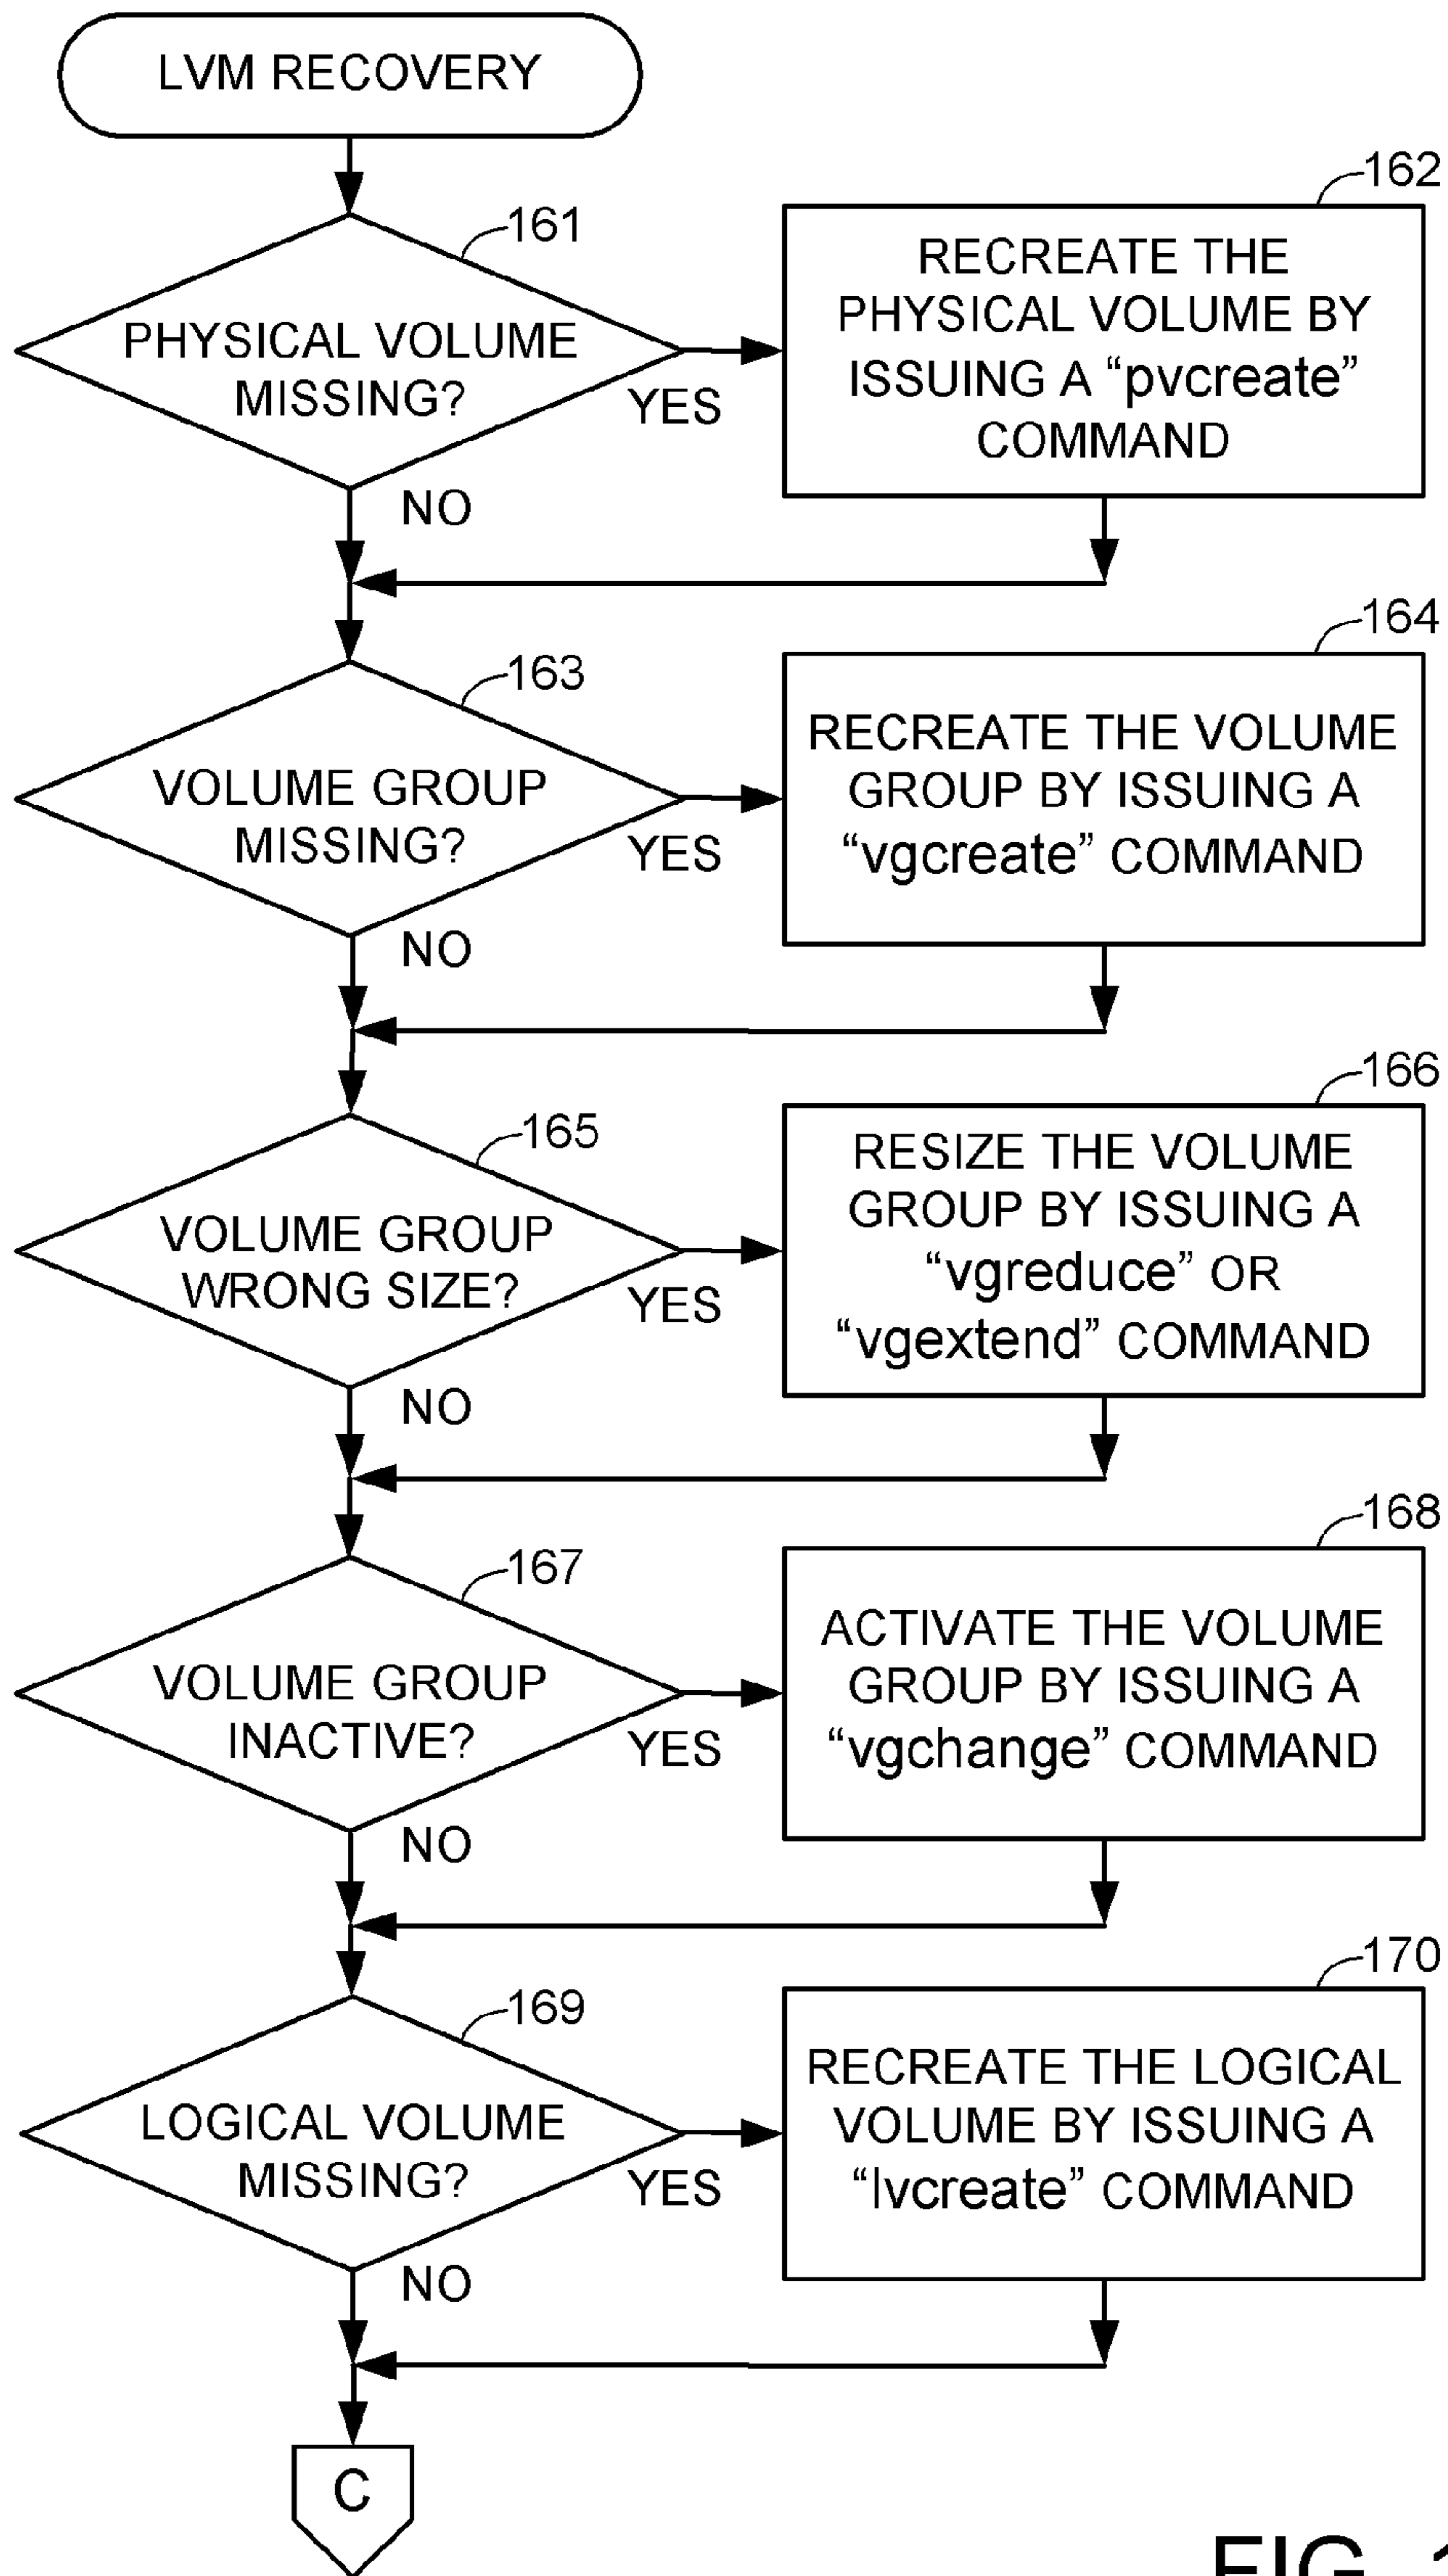 LVM RECOVERY
161
PHYSICAL VOLUME
MISSING?
YES
NO
162
RECREATE THE
PHYSICAL VOLUME BY
ISSUING A “pvcreate”
COMMAND
163
VOLUME GROUP
MISSING?
YES
NO
164
RECREATE THE VOLUME
GROUP BY ISSUING A
“vgcreate” COMMAND
165
VOLUME GROUP
WRONG SIZE?
YES
NO
166
RESIZE THE VOLUME
GROUP BY ISSUING A
“vgreduce” OR
“vgextend” COMMAND
167
VOLUME GROUP
INACTIVE?
YES
NO
168
ACTIVATE THE VOLUME
GROUP BY ISSUING A
“vgchange” COMMAND
169
LOGICAL VOLUME
MISSING?
YES
NO
170
RECREATE THE LOGICAL
VOLUME BY ISSUING A
“lvcreate” COMMAND
C
FIG.